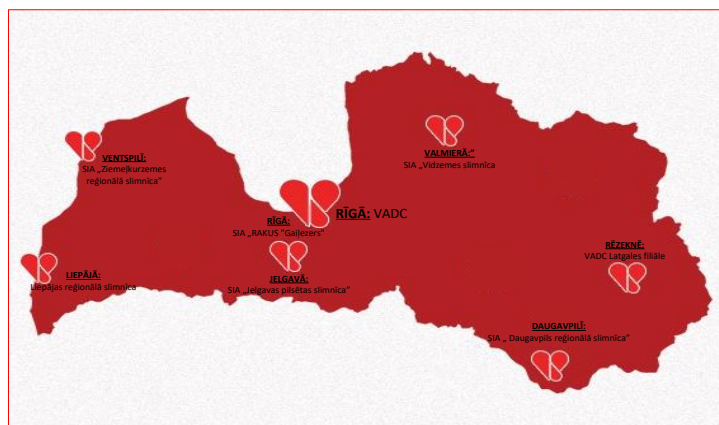 VENTSPILĪ:
SIA „Ziemeļkurzemes
reģionālā slimnīca"
VALMIERĀ:"
SIA „Vidzemes slimnīca
RĪGĀ: VADC
RĪGĀ:
SIA „RAKUS "Gaiļezers"
RĒZEKNĒ:
VADC Latgales filiāle
LIEPĀJĀ:
Liepājas reģionālā slimnīca
JELGAVĀ:
SIA „Jelgavas pilsētas slimnīca"
DAUGAVPILĪ:
SIA „ Daugavpils reģionālā slimnīca"